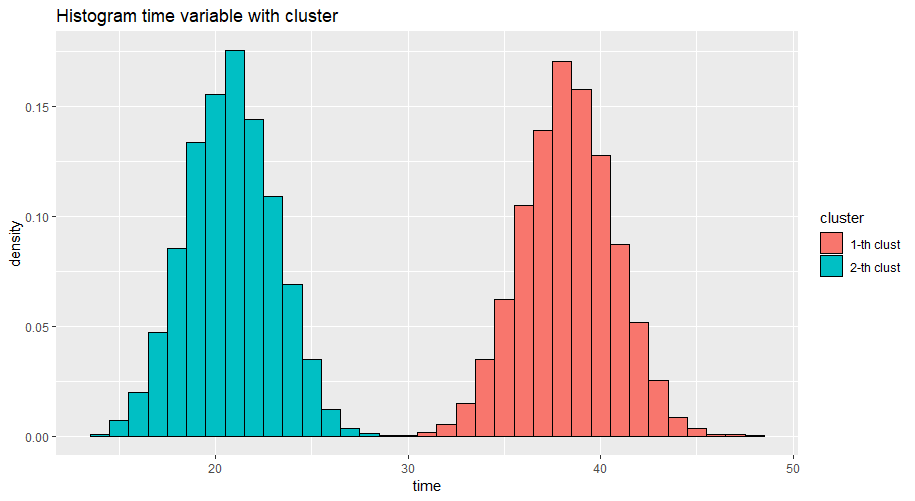 Histogram time variable with cluster
0.15
0.10
0.05
0.00
density
20 30 40 50
time
cluster
1-th clust
2-th clust